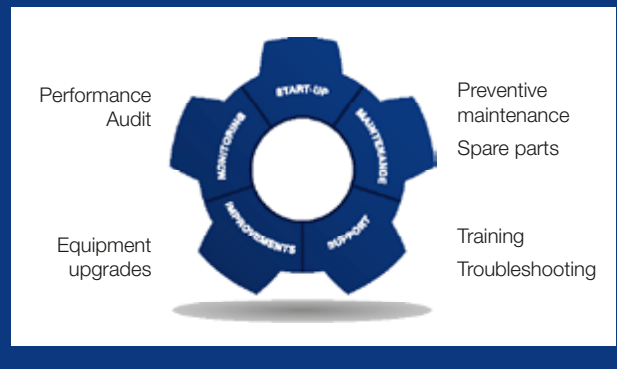 START-UP
MAINTENANCE
SUPPORT
IMPROVEMENTS
MONITORING
Performance
Audit
Preventive
maintenance
Spare parts
Equipment
upgrades
Training
Troubleshooting